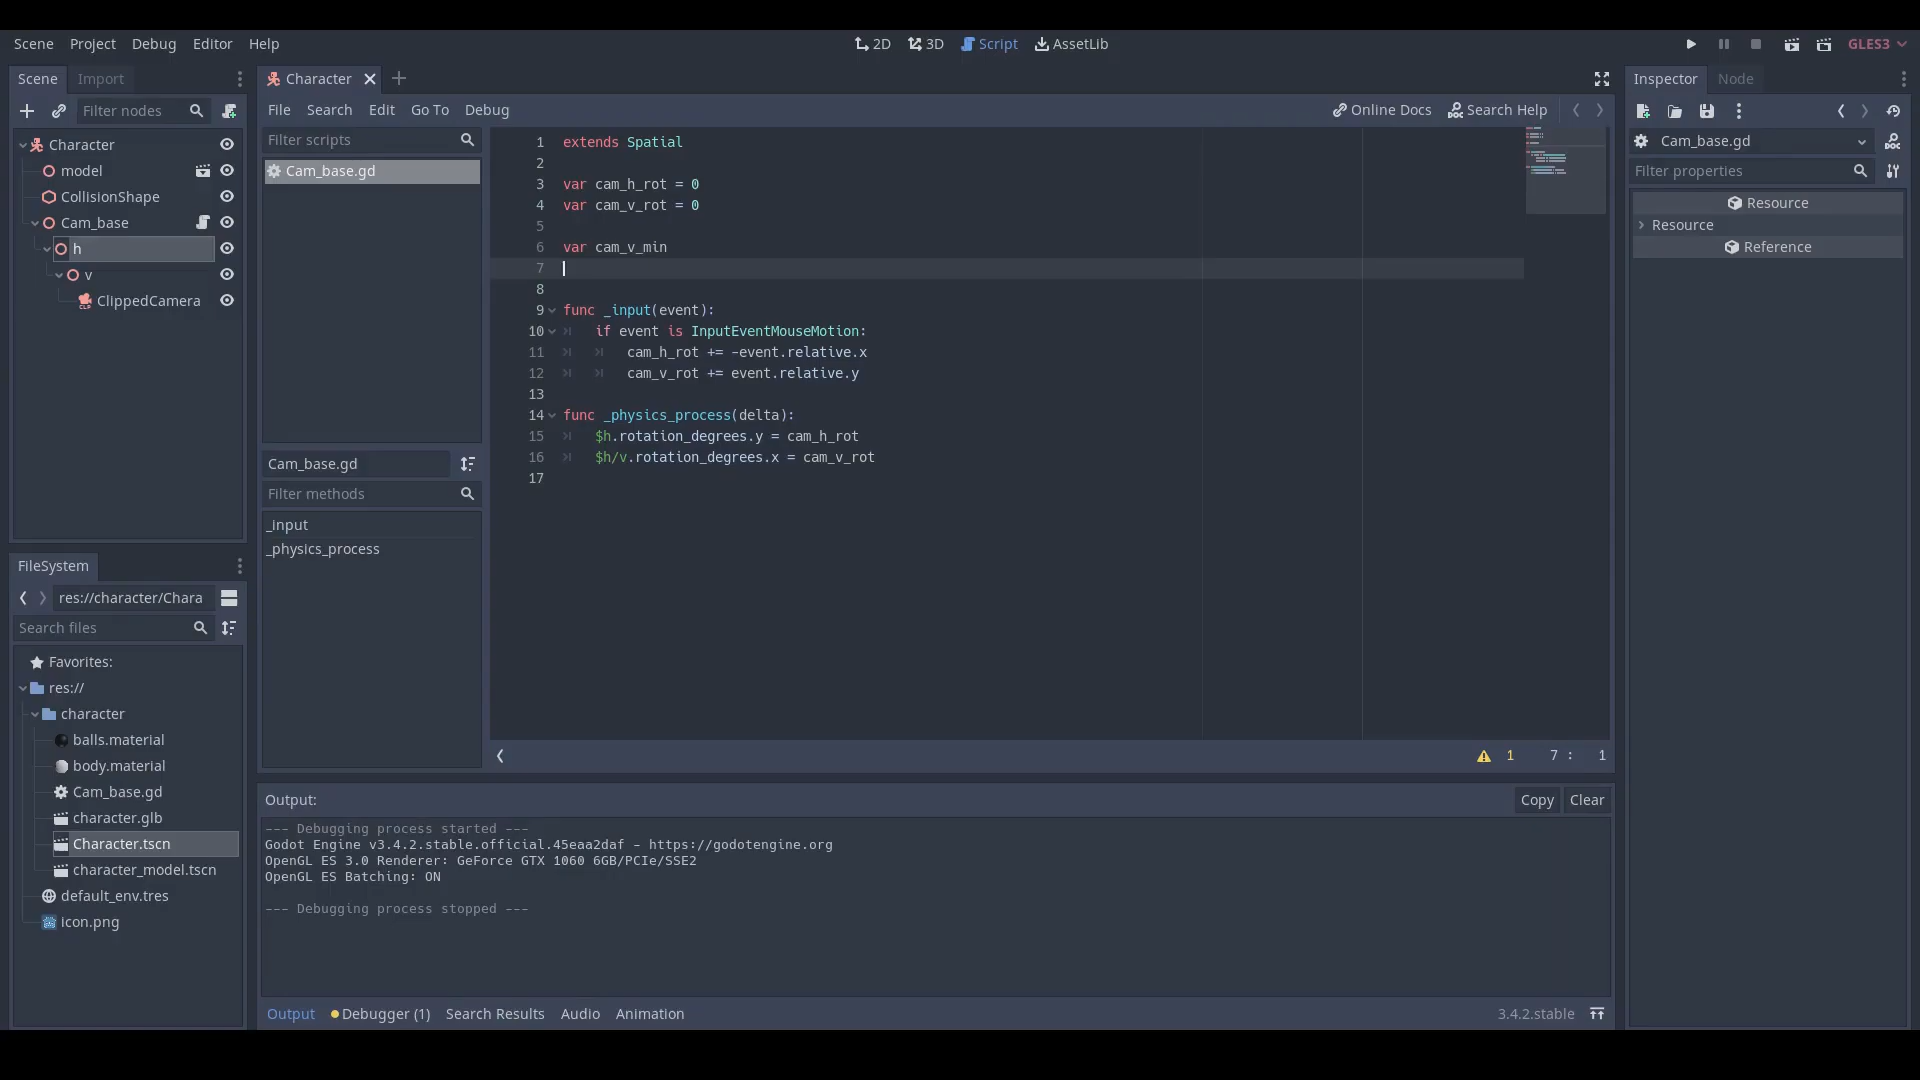 Scene Project Debug Editor Help
2D 3D Script AssetLib
GLES3
Scene Import
Filter nodes
Character
model
CollisionShape
Cam_base
h
v
ClippedCamera
FileSystem
res://character/Chara
Search files
Favorites:
res://
character
balls.material
body.material
Cam_base.gd
character.glb
Character.tscn
character_model.tscn
default_env.tres
icon.png
Character
File Search Edit Go To Debug
Online Docs Search Help
Filter scripts
Cam_base.gd
Cam_base.gd
Filter methods
_input
_physics_process
1 extends Spatial
2
3 var cam_h_rot = 0
4 var cam_v_rot = 0
5
6 var cam_v_min
7
8
9 func _input(event):
10 if event is InputEventMouseMotion:
11 cam_h_rot += -event.relative.x
12 cam_v_rot += event.relative.y
13
14 func _physics_process(delta):
15 $h.rotation_degrees.y = cam_h_rot
16 $h/v.rotation_degrees.x = cam_v_rot
17
1 7 : 1
Output:
Copy Clear
--- Debugging process started ---
Godot Engine v3.4.2.stable.official.45eaa2daf - https://godotengine.org
OpenGL ES 3.0 Renderer: GeForce GTX 1060 6GB/PCIe/SSE2
OpenGL ES Batching: ON
--- Debugging process stopped ---
Output Debugger (1) Search Results Audio Animation
3.4.2.stable
Inspector Node
Cam_base.gd
Filter properties
Resource
Resource
Reference